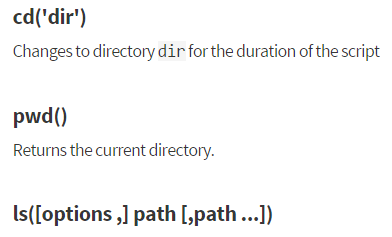 cd('dir')
Changes to directory dir for the duration of the script
pwd()
Returns the current directory.
ls([options ,] path [,path ...])